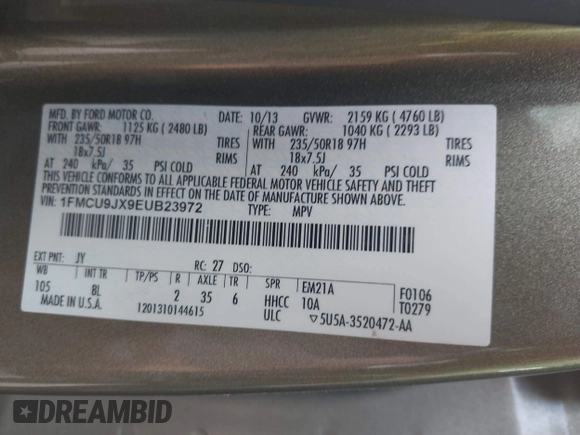 MFD. BY FORD MOTOR CO.
DATE: 10/13 GVWR: 2159 KG ( 4760 LB)
FRONT GAWR: 1125 KG ( 2480 LB) REAR GAWR: 1040 KG ( 2293 LB)
WITH 235/50R18 97H TIRES WITH 235/50R18 97H TIRES
18x7.5J RIMS 18x7.5J RIMS
AT 240 kPa/ 35 PSI COLD AT 240 kPa/ 35 PSI COLD
THIS VEHICLE CONFORMS TO ALL APPLICABLE FEDERAL MOTOR VEHICLE SAFETY AND THEFT
PREVENTION STANDARDS IN EFFECT ON THE DATE OF MANUFACTURE SHOWN ABOVE.
VIN: 1FMCU9JX9EUB23972 TYPE: MPV
EXT PNT: JY RC: 27 DSO:
WB INT TR TP/PS R AXLE TR SPR EM21A F0106
105 BL 2 35 6 HHCC 10A T0279
MADE IN U.S.A. 1201310144615 ULC ▽5U5A-3520472-AA
DREAMBID